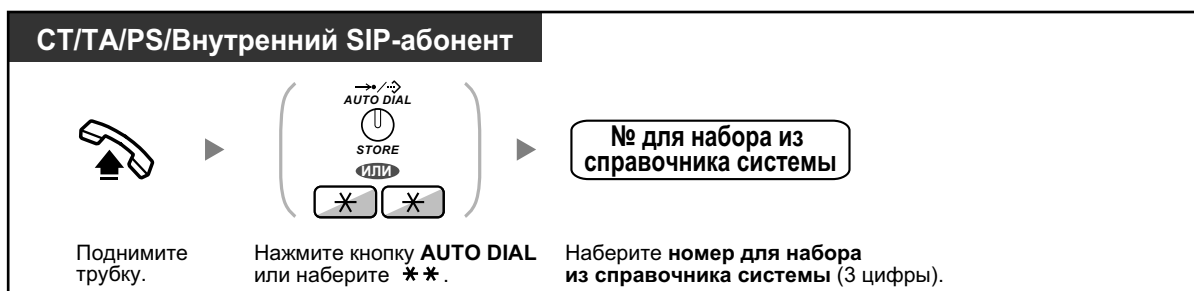 СТ/ТА/PS/Внутренний SIP-абонент
AUTO DIAL
STORE
ИЛИ
№ для набора из
справочника системы
Поднимите
трубку.
Нажмите кнопку AUTO DIAL
или наберите ✱✱.
Наберите номер для набора
из справочника системы (3 цифры).